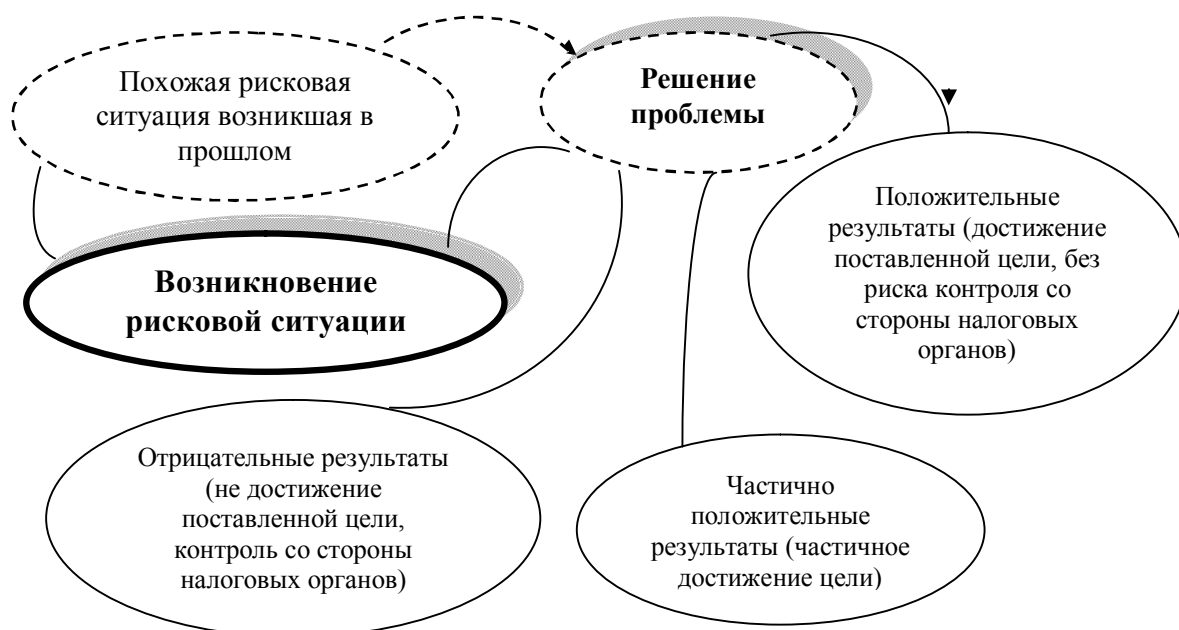 Похожая рисковая
ситуация возникшая в
прошлом
Решение
проблемы
Положительные
результаты (достижение
поставленной цели, без
риска контроля со
стороны налоговых
органов)
Возникновение
рисковой ситуации
Отрицательные результаты
(не достижение
поставленной цели,
контроль со стороны
налоговых органов)
Частично
положительные
результаты (частичное
достижение цели)